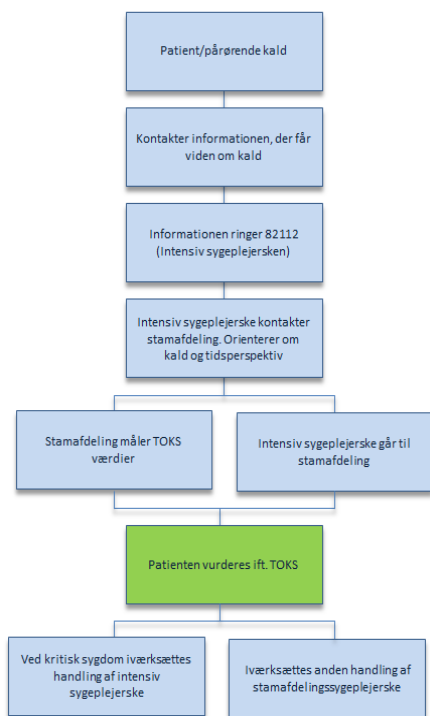 Patient/pårørende kald
Kontakter informationen, der får
viden om kald
Informationen ringer 82112
(Intensiv sygeplejersken)
Intensiv sygeplejerske kontakter
stamafdeling. Orienterer om
kald og tidsperspektiv
Stamafdeling måler TOKS
værdier
Intensiv sygeplejerske går til
stamafdeling
Patienten vurderes ift. TOKS
Ved kritisk sygdom iværksættes
handling af intensiv
sygeplejerske
Iværksættes anden handling af
stamafdelingssygeplejerske